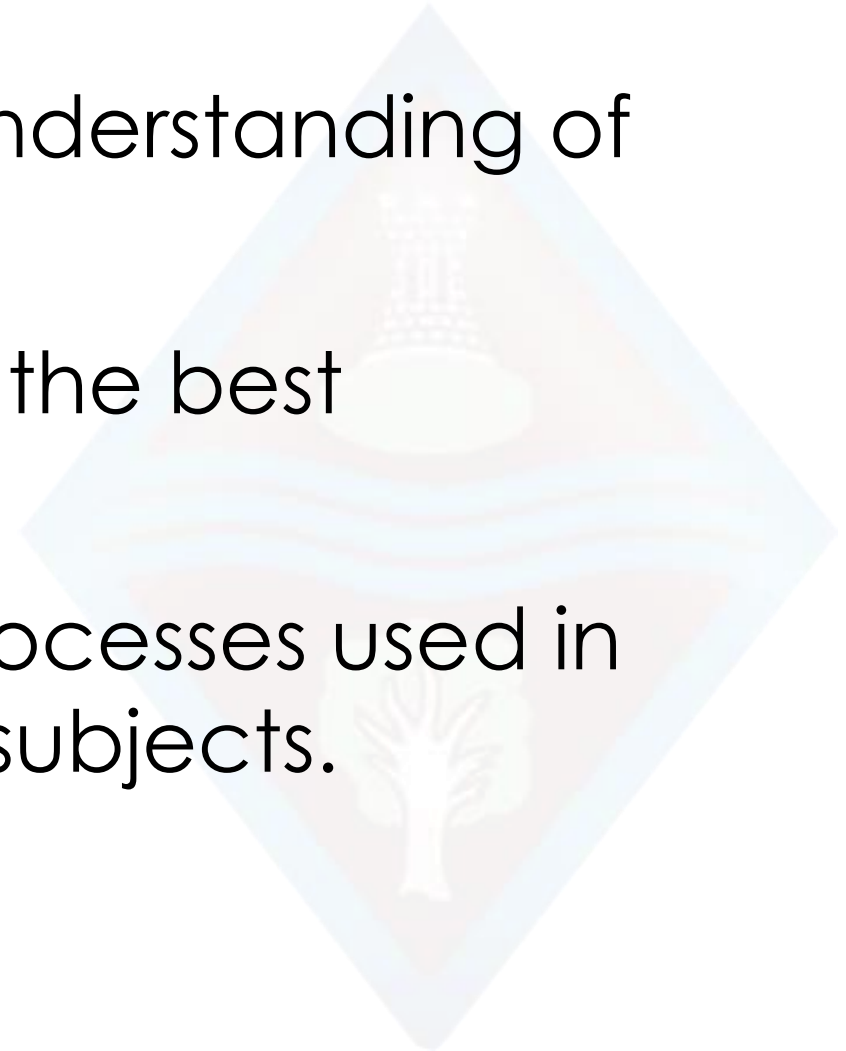 nderstanding of
the best
ocesses used in
subjects.